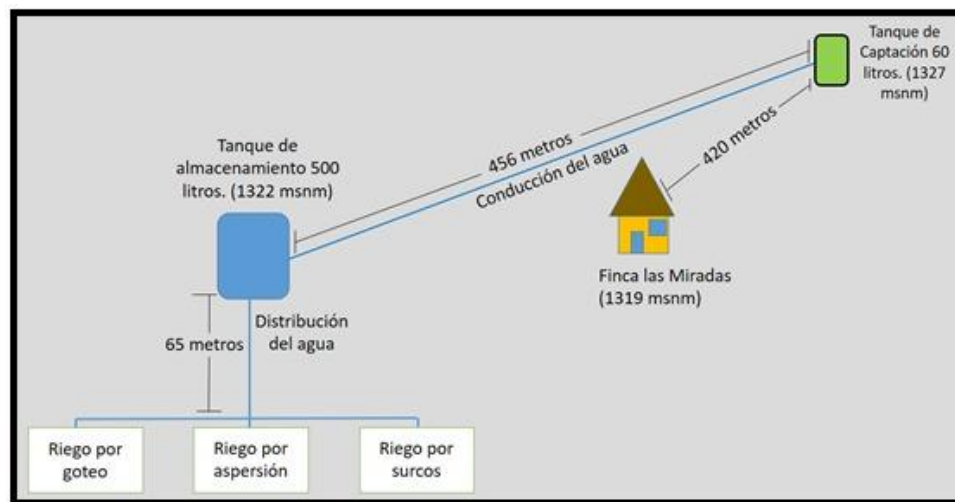 Tanque de
Captación 60
litros. (1327
msnm)
456 metros
Conducción del agua
420 metros
Tanque de
almacenamiento 500
litros. (1322 msnm)
Finca las Miradas
(1319 msnm)
Distribución
del agua
65 metros
Riego por
goteo
Riego por
aspersión
Riego por
surcos